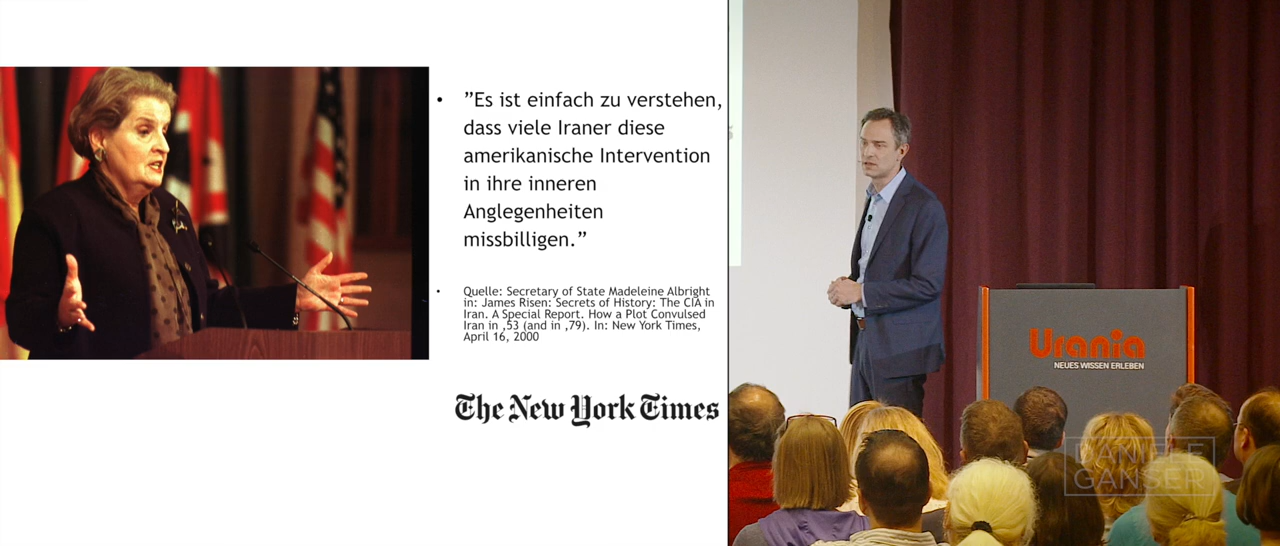 • ”Es ist einfach zu verstehen,
dass viele Iraner diese
amerikanische Intervention
in ihre inneren
Anglegenheiten
missbilligen.”
• Quelle: Secretary of State Madeleine Albright
in: James Risen: Secrets of History: The CIA in
Iran. A Special Report. How a Plot Convulsed
Iran in ‚53 (and in ‚79). In: New York Times,
April 16, 2000
The New York Times
Urania
NEUES WISSEN ERLEBEN
DANIELE
GANSER